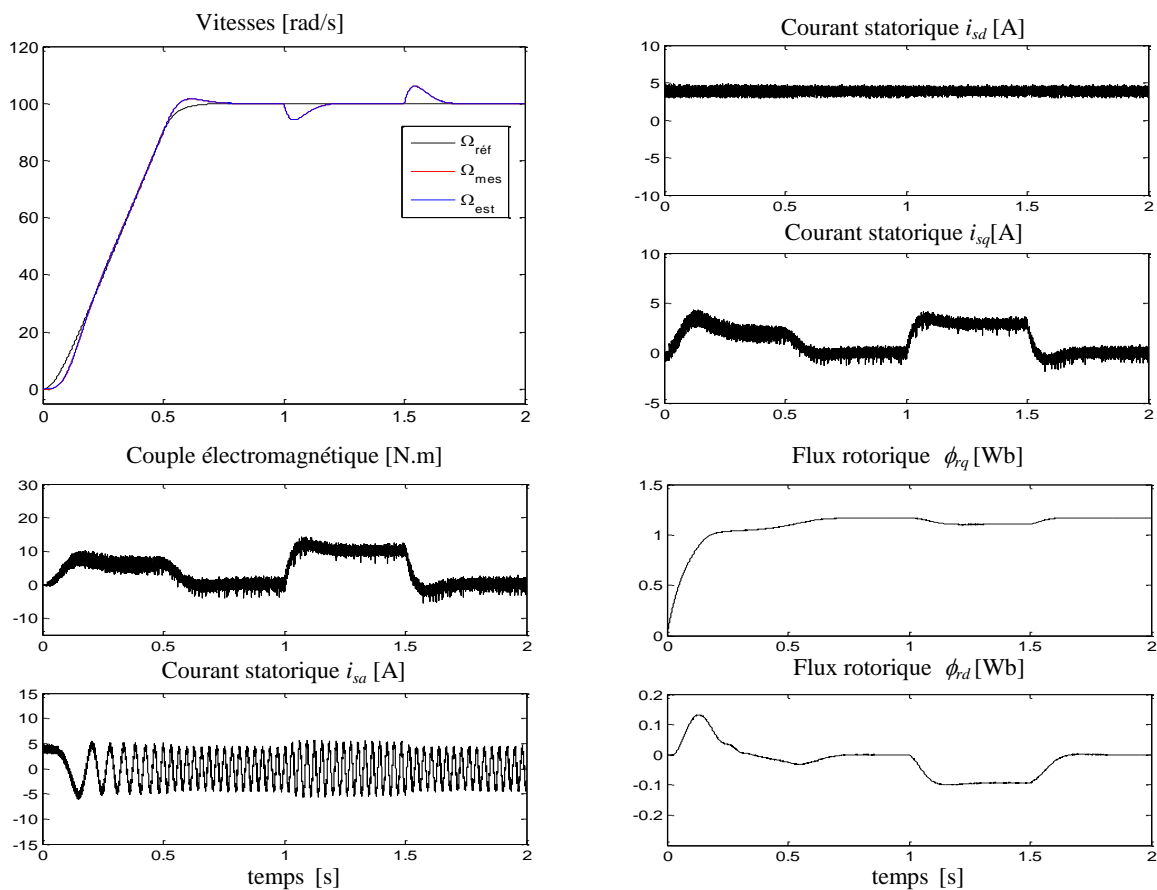 Vitesses [rad/s]
120
100
80
60
40
20
0
0 0.5 1 1.5 2
Ωréf
Ωmes
Ωest
Courant statorique isd [A]
10
5
0
-5
-10
0 0.5 1 1.5 2
Courant statorique isq[A]
10
5
0
-5
0 0.5 1 1.5 2
Couple électromagnétique [N.m]
30
20
10
0
-10
0 0.5 1 1.5 2
Flux rotorique ϕrq [Wb]
1.5
1
0.5
0
0 0.5 1 1.5 2
Courant statorique isa [A]
15
10
5
0
-5
-10
-15
0 0.5 1 1.5 2
temps [s]
Flux rotorique ϕrd [Wb]
0.2
0.1
0
-0.1
-0.2
0 0.5 1 1.5 2
temps [s]